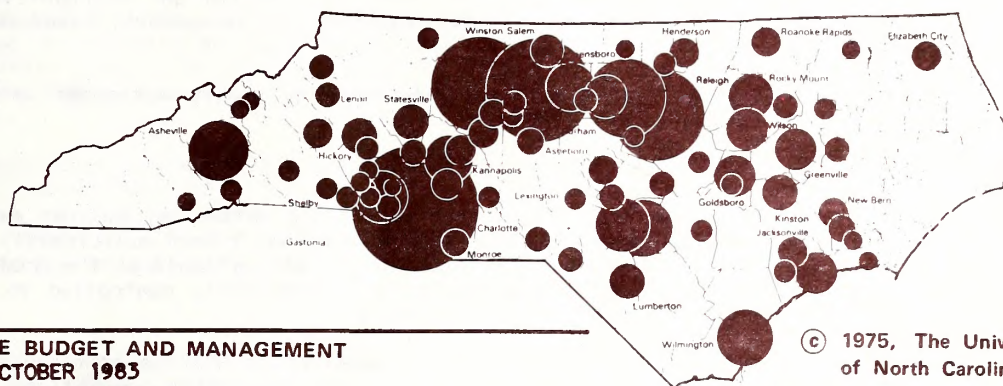 Winston Salem
ensboro
Henderson
Roanoke Rapids
Elizabeth City
Raleigh
Rocky Mount
Lenoir
Statesville
Asheville
Wilson
Hickory
Asheboro
Kannapolis
Greenville
Shelby
Lexington
Goldsboro
New Bern
Kinston
Charlotte
Jacksonville
Gastonia
Monroe
Lumberton
Wilmington
E BUDGET AND MANAGEMENT
CTOBER 1983
© 1975, The Univ
of North Carolin